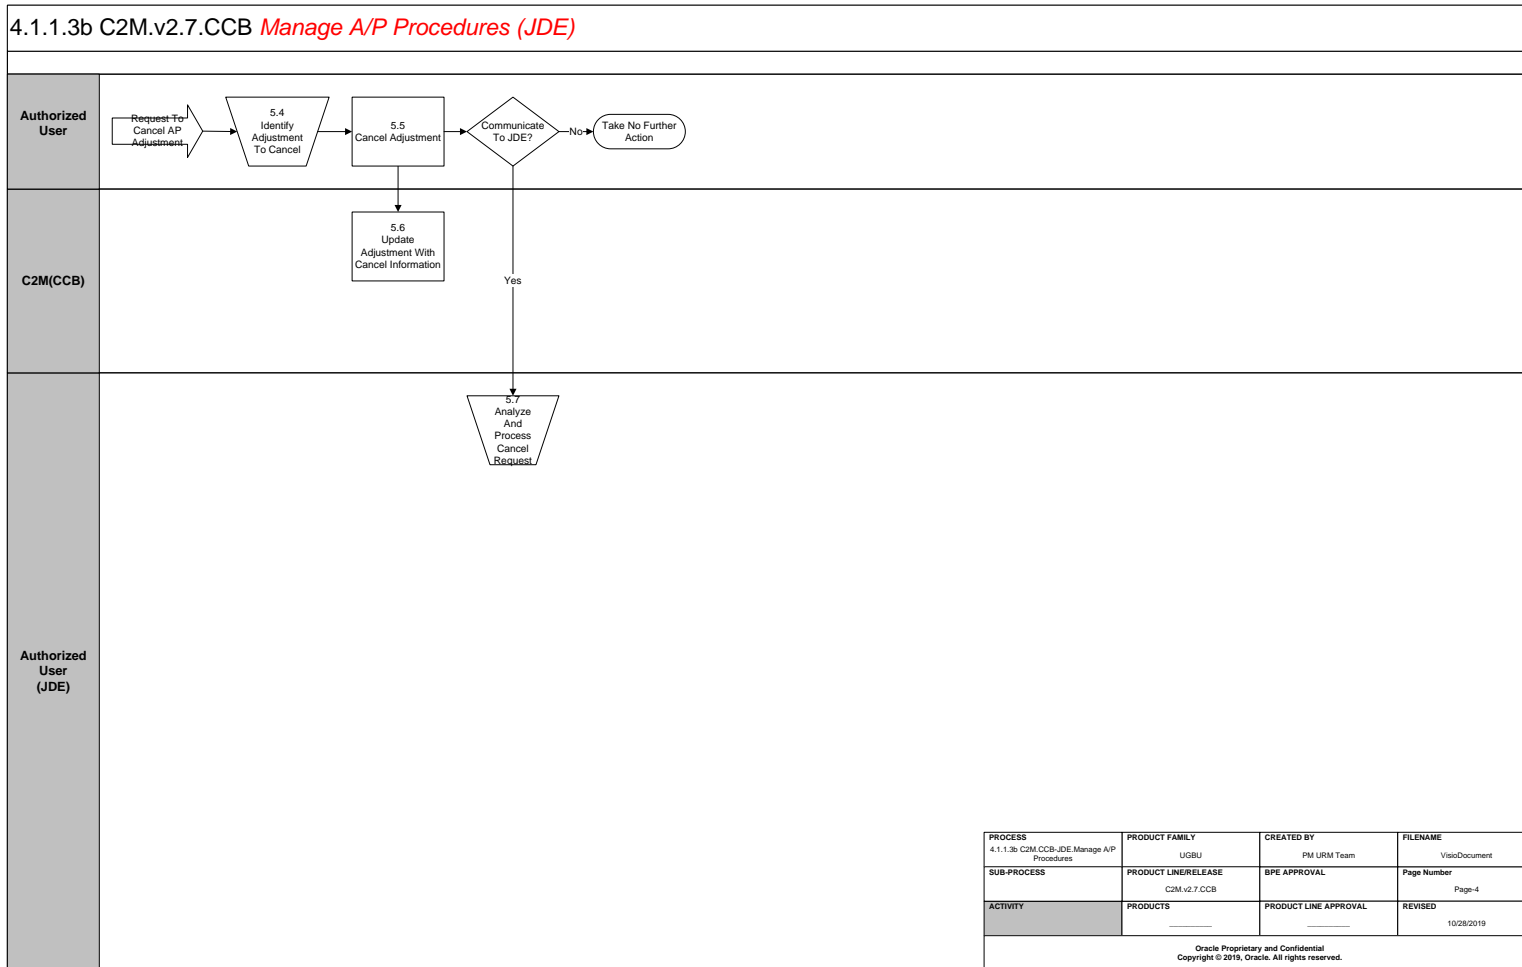 4.1.1.3b C2M.v2.7.CCB Manage A/P Procedures (JDE)
Authorized
User
Request To
Cancel AP
Adjustment
5.4
Identify
Adjustment
To Cancel
5.5
Cancel Adjustment
Communicate
To JDE?
No
Take No Further
Action
C2M(CCB)
5.6
Update
Adjustment With
Cancel Information
Yes
Authorized
User
(JDE)
5.7
Analyze
And
Process
Cancel
Request
PROCESS
4.1.1.3b C2M.CCB-JDE.Manage A/P
Procedures
PRODUCT FAMILY
UGBU
CREATED BY
PM URM Team
FILENAME
VisioDocument
SUB-PROCESS
PRODUCT LINE/RELEASE
C2M.v2.7.CCB
BPE APPROVAL
Page Number
Page-4
ACTIVITY
PRODUCTS
___________
PRODUCT LINE APPROVAL
___________
REVISED
10/28/2019
Oracle Proprietary and Confidential
Copyright © 2019, Oracle. All rights reserved.